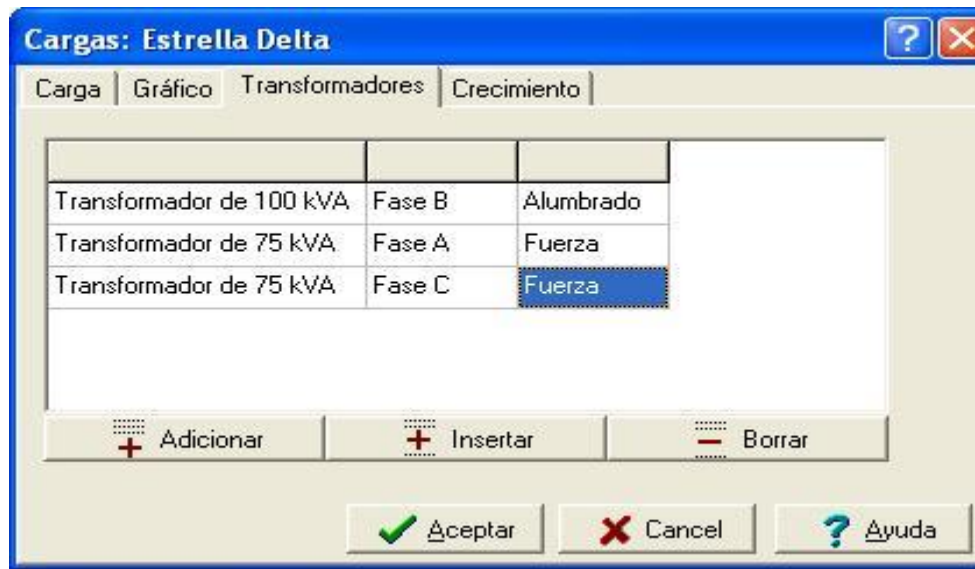 Cargas: Estrella Delta
?
Carga Gráfico Transformadores Crecimiento
Transformador de 100 kVA Fase B Alumbrado
Transformador de 75 kVA Fase A Fuerza
Transformador de 75 kVA Fase C Fuerza
Adicionar Insertar Borrar
Aceptar Cancel ? Ayuda